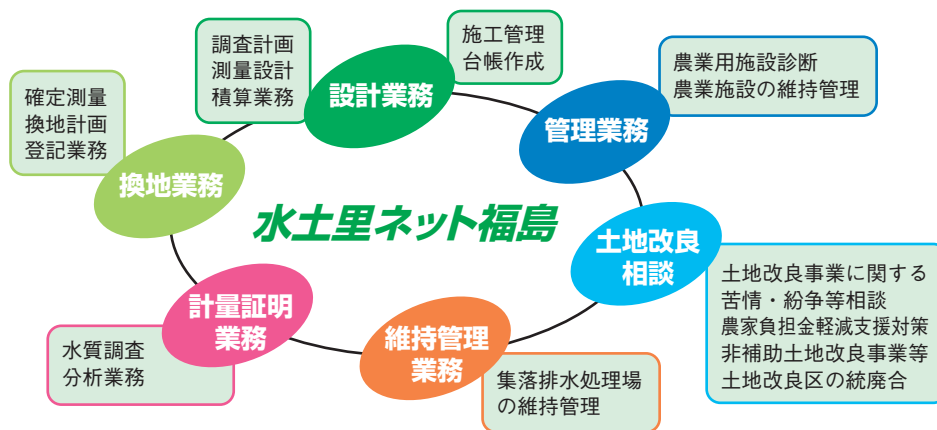 施工管理
台帳作成
調査計画
測量設計
積算業務
設計業務
農業用施設診断
農業施設の維持管理
管理業務
確定測量
換地計画
登記業務
換地業務
水土里ネット福島
土地改良
相談
土地改良事業に関する
苦情・紛争等相談
農家負担金軽減支援対策
非補助土地改良事業等
土地改良区の統廃合
計量証明
業務
水質調査
分析業務
維持管理
業務
集落排水処理場
の維持管理